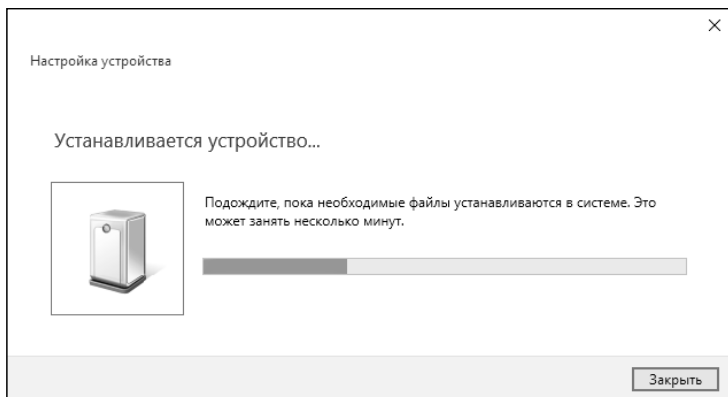 Настройка устройства
Устанавливается устройство...
Подождите, пока необходимые файлы устанавливаются в системе. Это
может занять несколько минут.
Закрыть